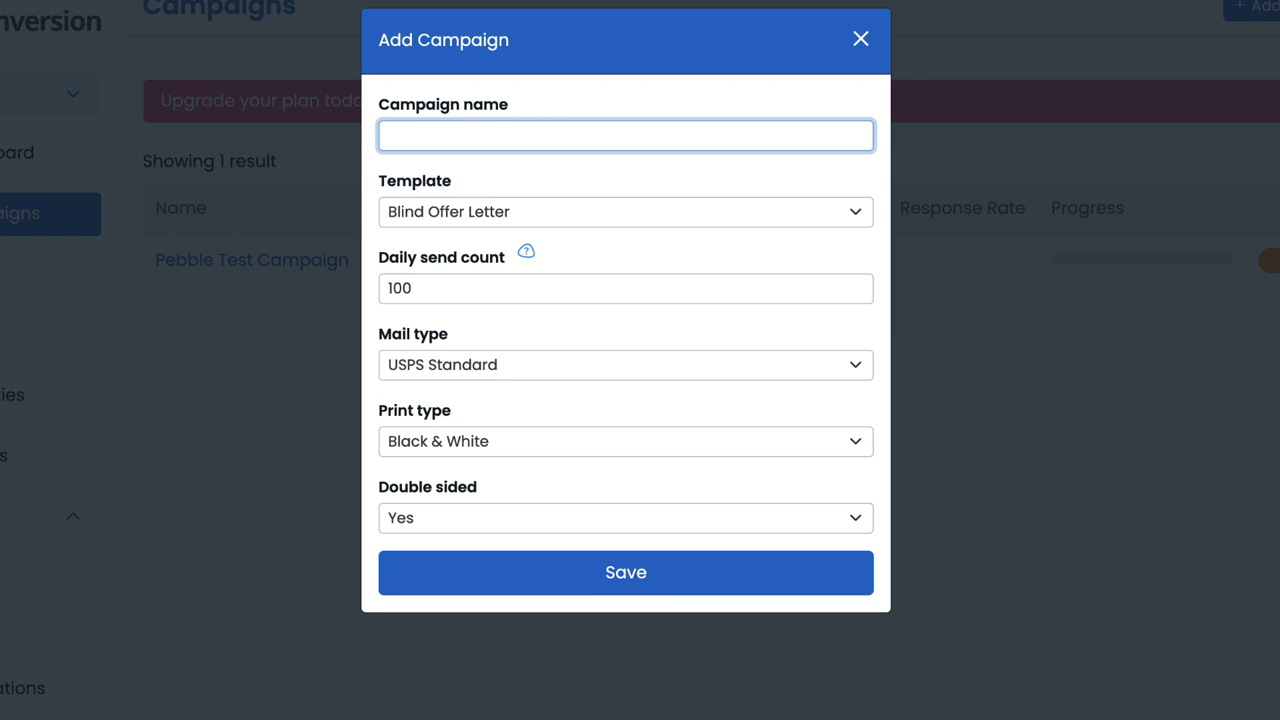 Campaigns
+ Add
nversion
Add Campaign
Upgrade your plan toda
Campaign name
oard
Showing 1 result
Template
aigns
Name
Blind Offer Letter
Response Rate
Progress
Pebble Test Campaign
Daily send count ?
100
Mail type
USPS Standard
ties
Print type
Black & White
s
Double sided
Yes
Save
ations